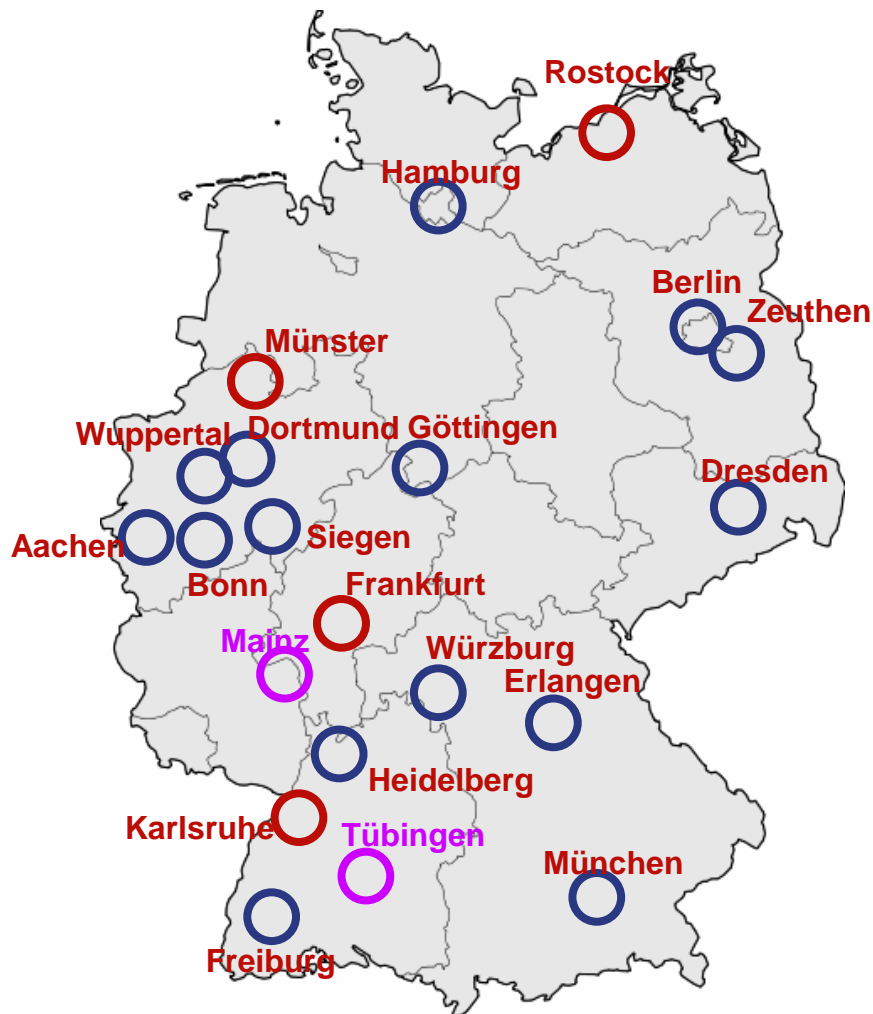 Rostock
Hamburg
Berlin
Zeuthen
Münster
Wuppertal
Dortmund
Göttingen
Dresden
Aachen
Siegen
Bonn
Frankfurt
Mainz
Würzburg
Erlangen
Heidelberg
Karlsruhe
Tübingen
München
Freiburg